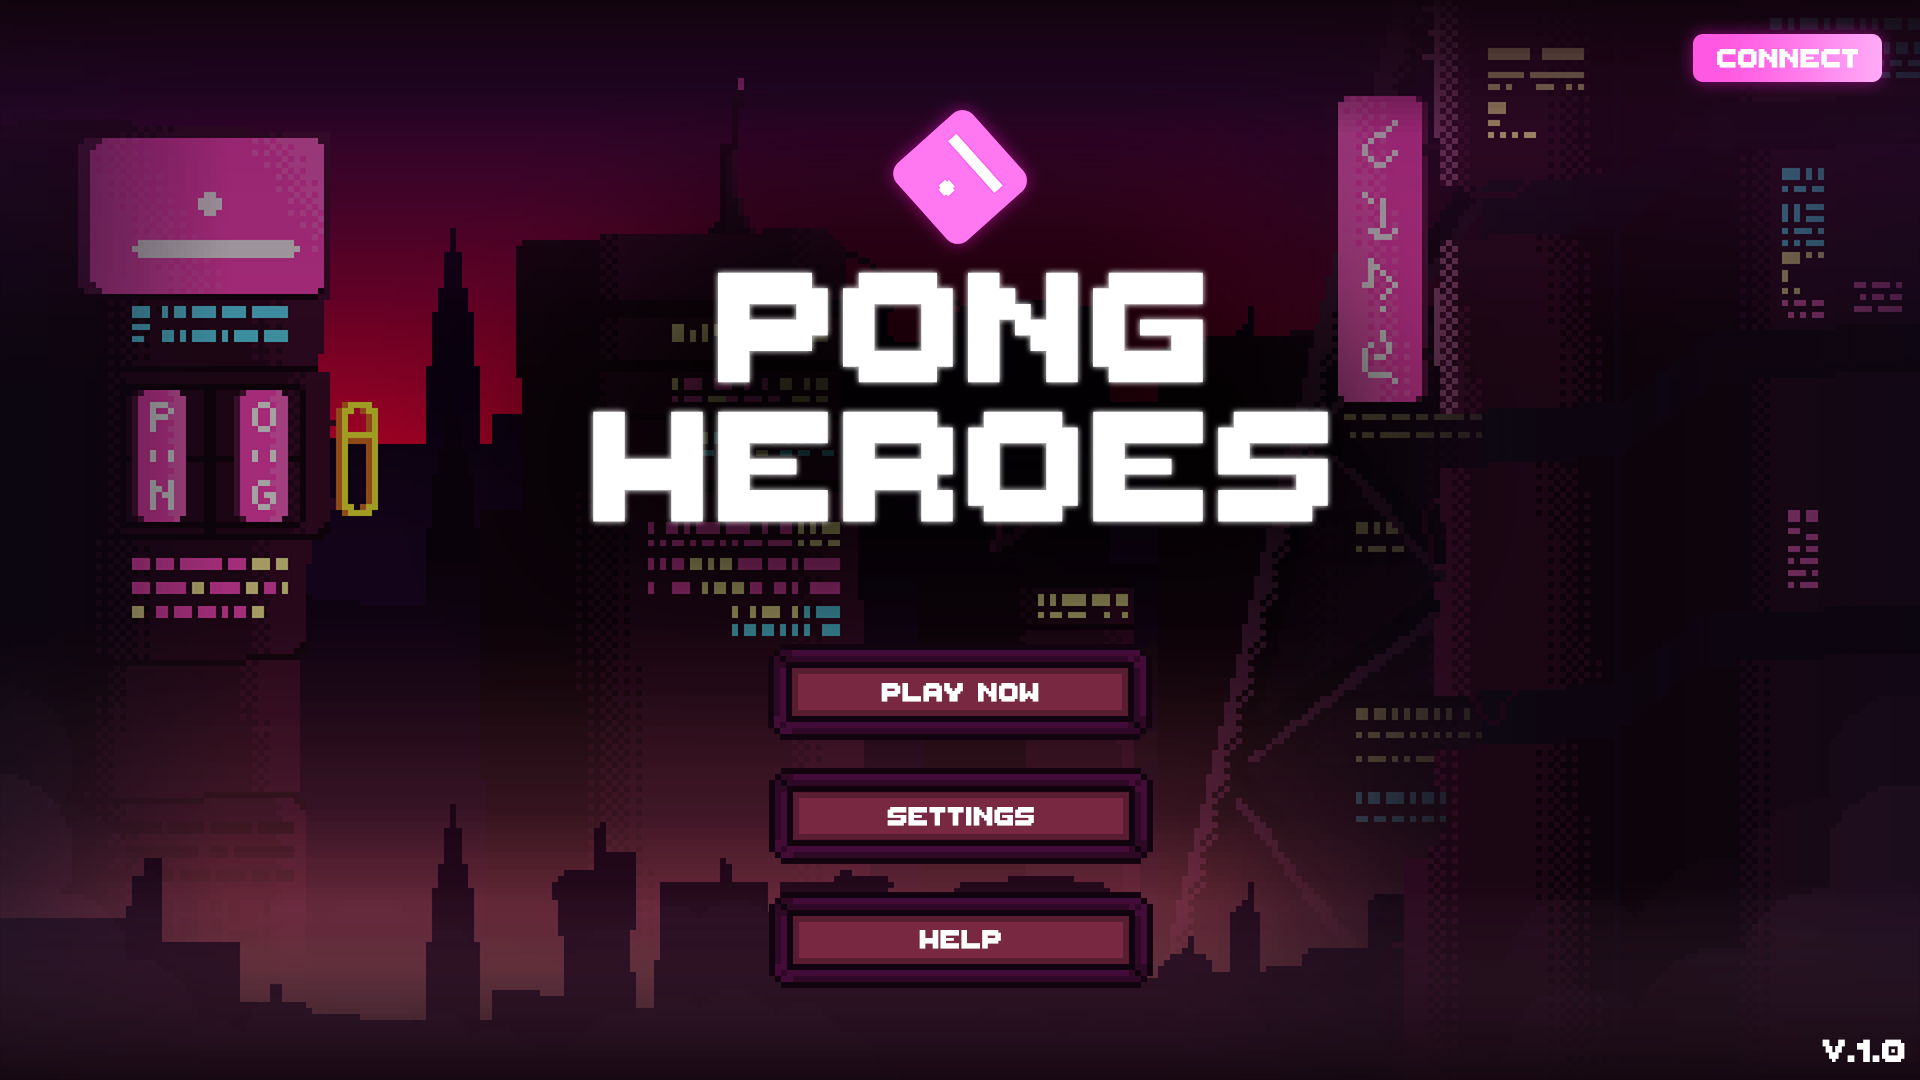 CONNECT
PONG
HEROES
P O
N G
PLAY NOW
SETTINGS
HELP
V.1.0